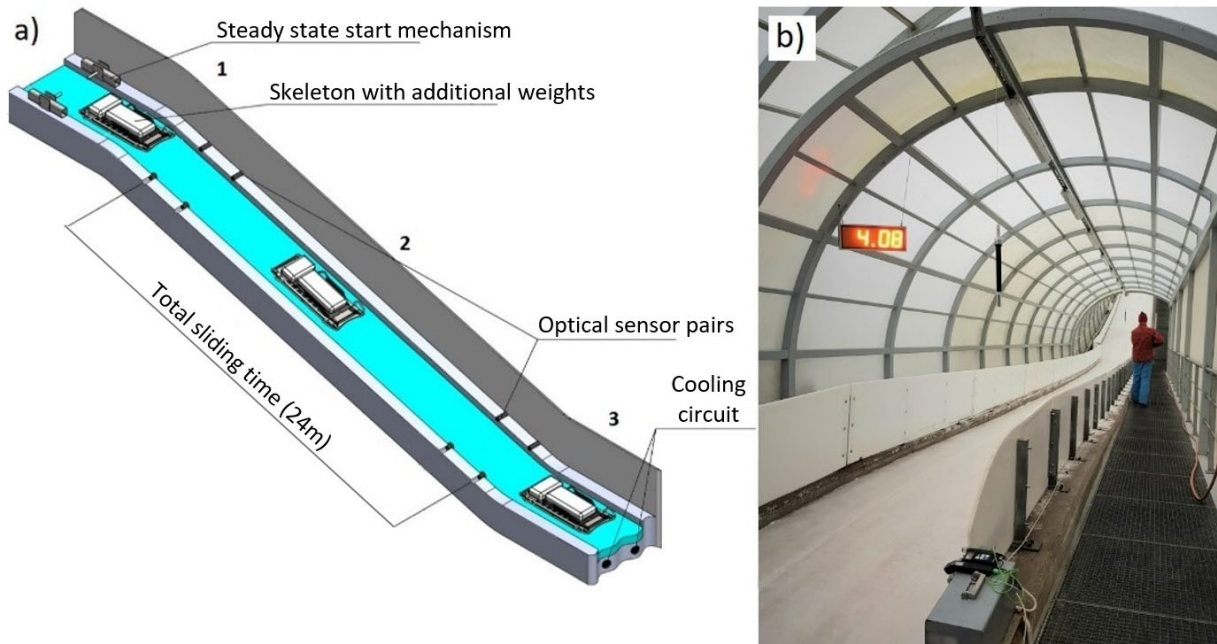 a)
Steady state start mechanism
1
Skeleton with additional weights
2
Total sliding time (24m)
Optical sensor pairs
Cooling
circuit
3
b)
4.08